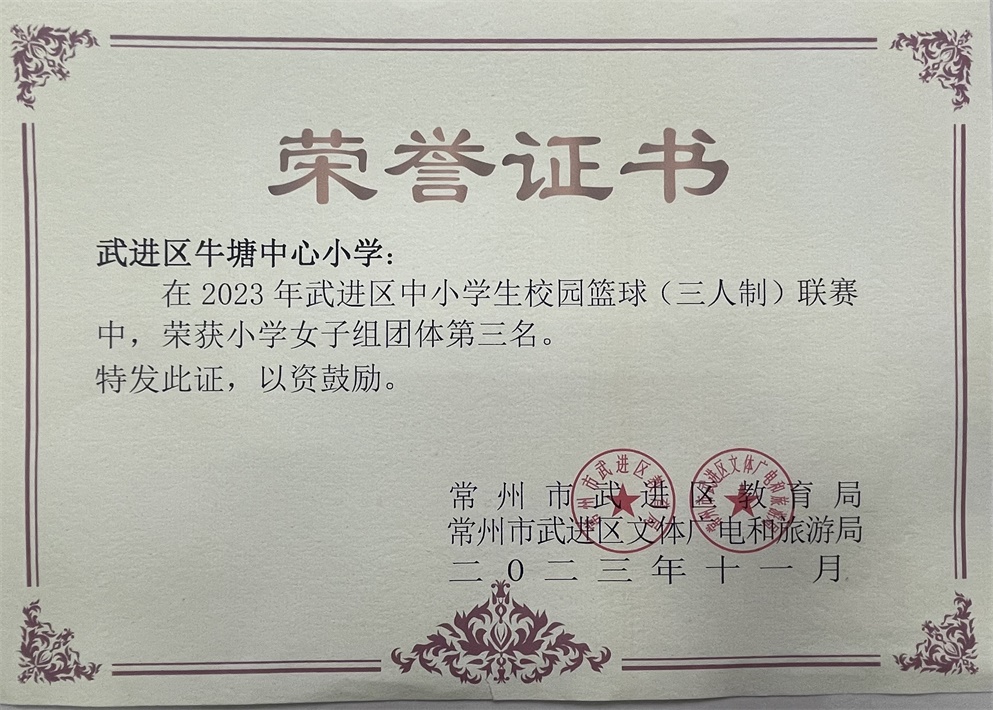 荣誉证书
武进区牛塘中心小学：
在 2023 年武进区中小学生校园篮球（三人制）联赛
中，荣获小学女子组团体第三名。
特发此证，以资鼓励。
常州市武进区教育局
常州市武进区文体广电和旅游局
二0二三年十一月